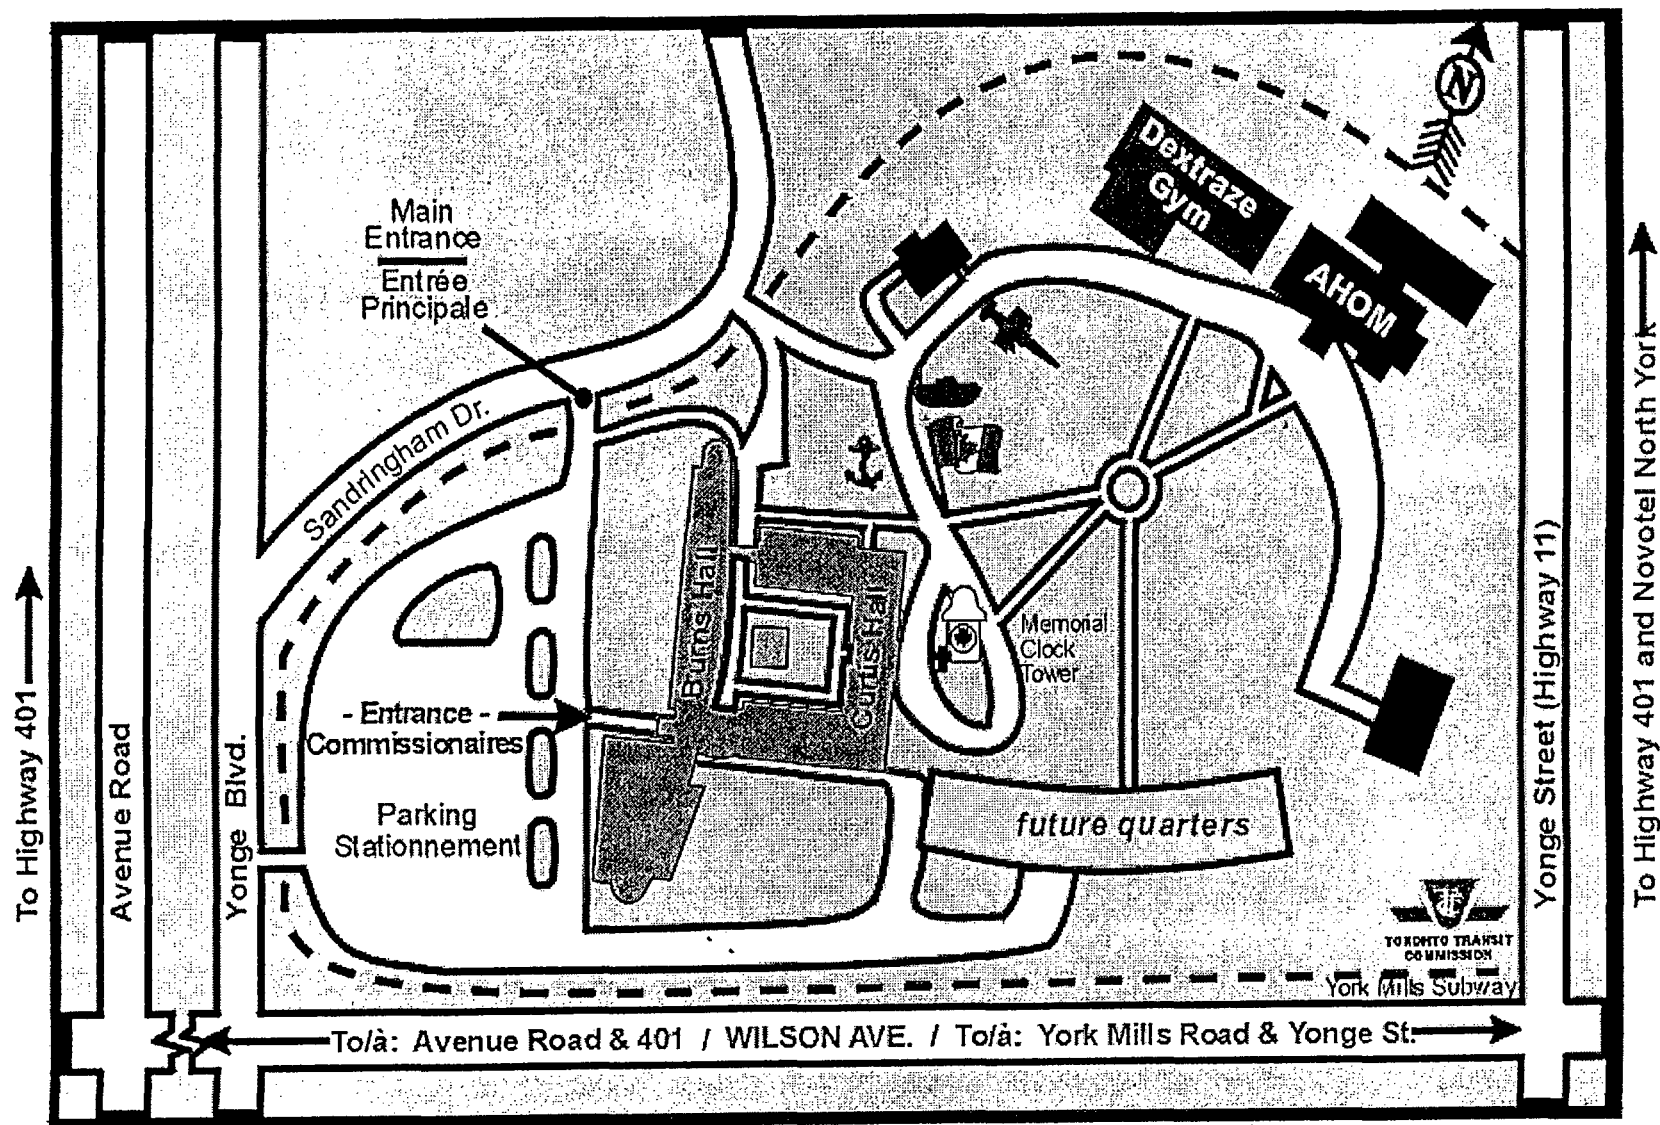 N
Dextraze
Gym
AHOM
Main
Entrance
Entrée
Principale
Sandringham Dr.
Burns Hall
Curtis Hall
Memorial
Clock
Tower
- Entrance -
Commissionaires
Parking
Stationnement
future quarters
To Highway 401
Avenue Road
Yonge Blvd.
Yonge Street (Highway 11)
To Highway 401 and Novotel North York
TORONTO TRANSIT
COMMISSION
York Mills Subway
To/à: Avenue Road & 401 / WILSON AVE. / To/à: York Mills Road & Yonge St.